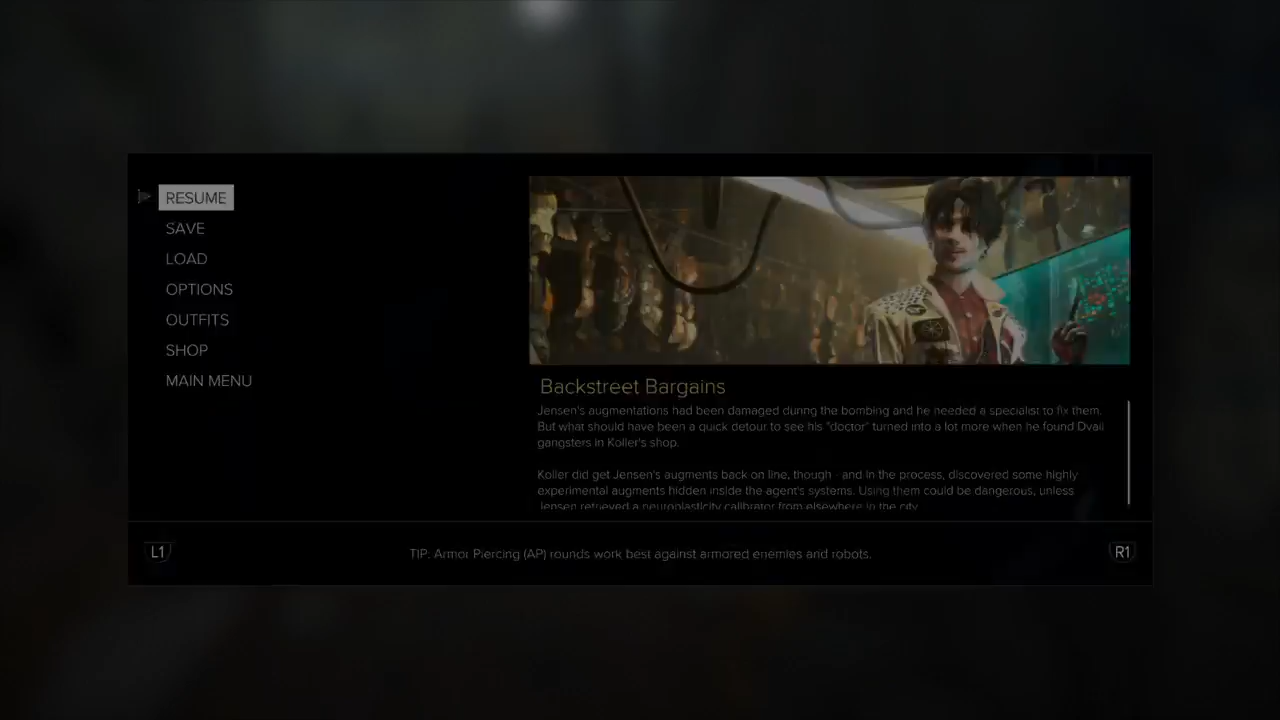 RESUME
SAVE
LOAD
OPTIONS
OUTFITS
SHOP
MAIN MENU
Backstreet Bargains
Jensen's augmentations had been damaged during the bombing and he needed a specialist to fix them.
But what should have been a quick detour to see his "doctor" turned into a lot more when he found Dvali
gangsters in Koller's shop.
Koller did get Jensen's augments back on line, though - and in the process, discovered some highly
experimental augments hidden inside the agent's systems. Using them could be dangerous, unless
Jensen retrieved a neuroplasticity calibrator from elsewhere in the city.
L1
TIP: Armor Piercing (AP) rounds work best against armored enemies and robots.
R1